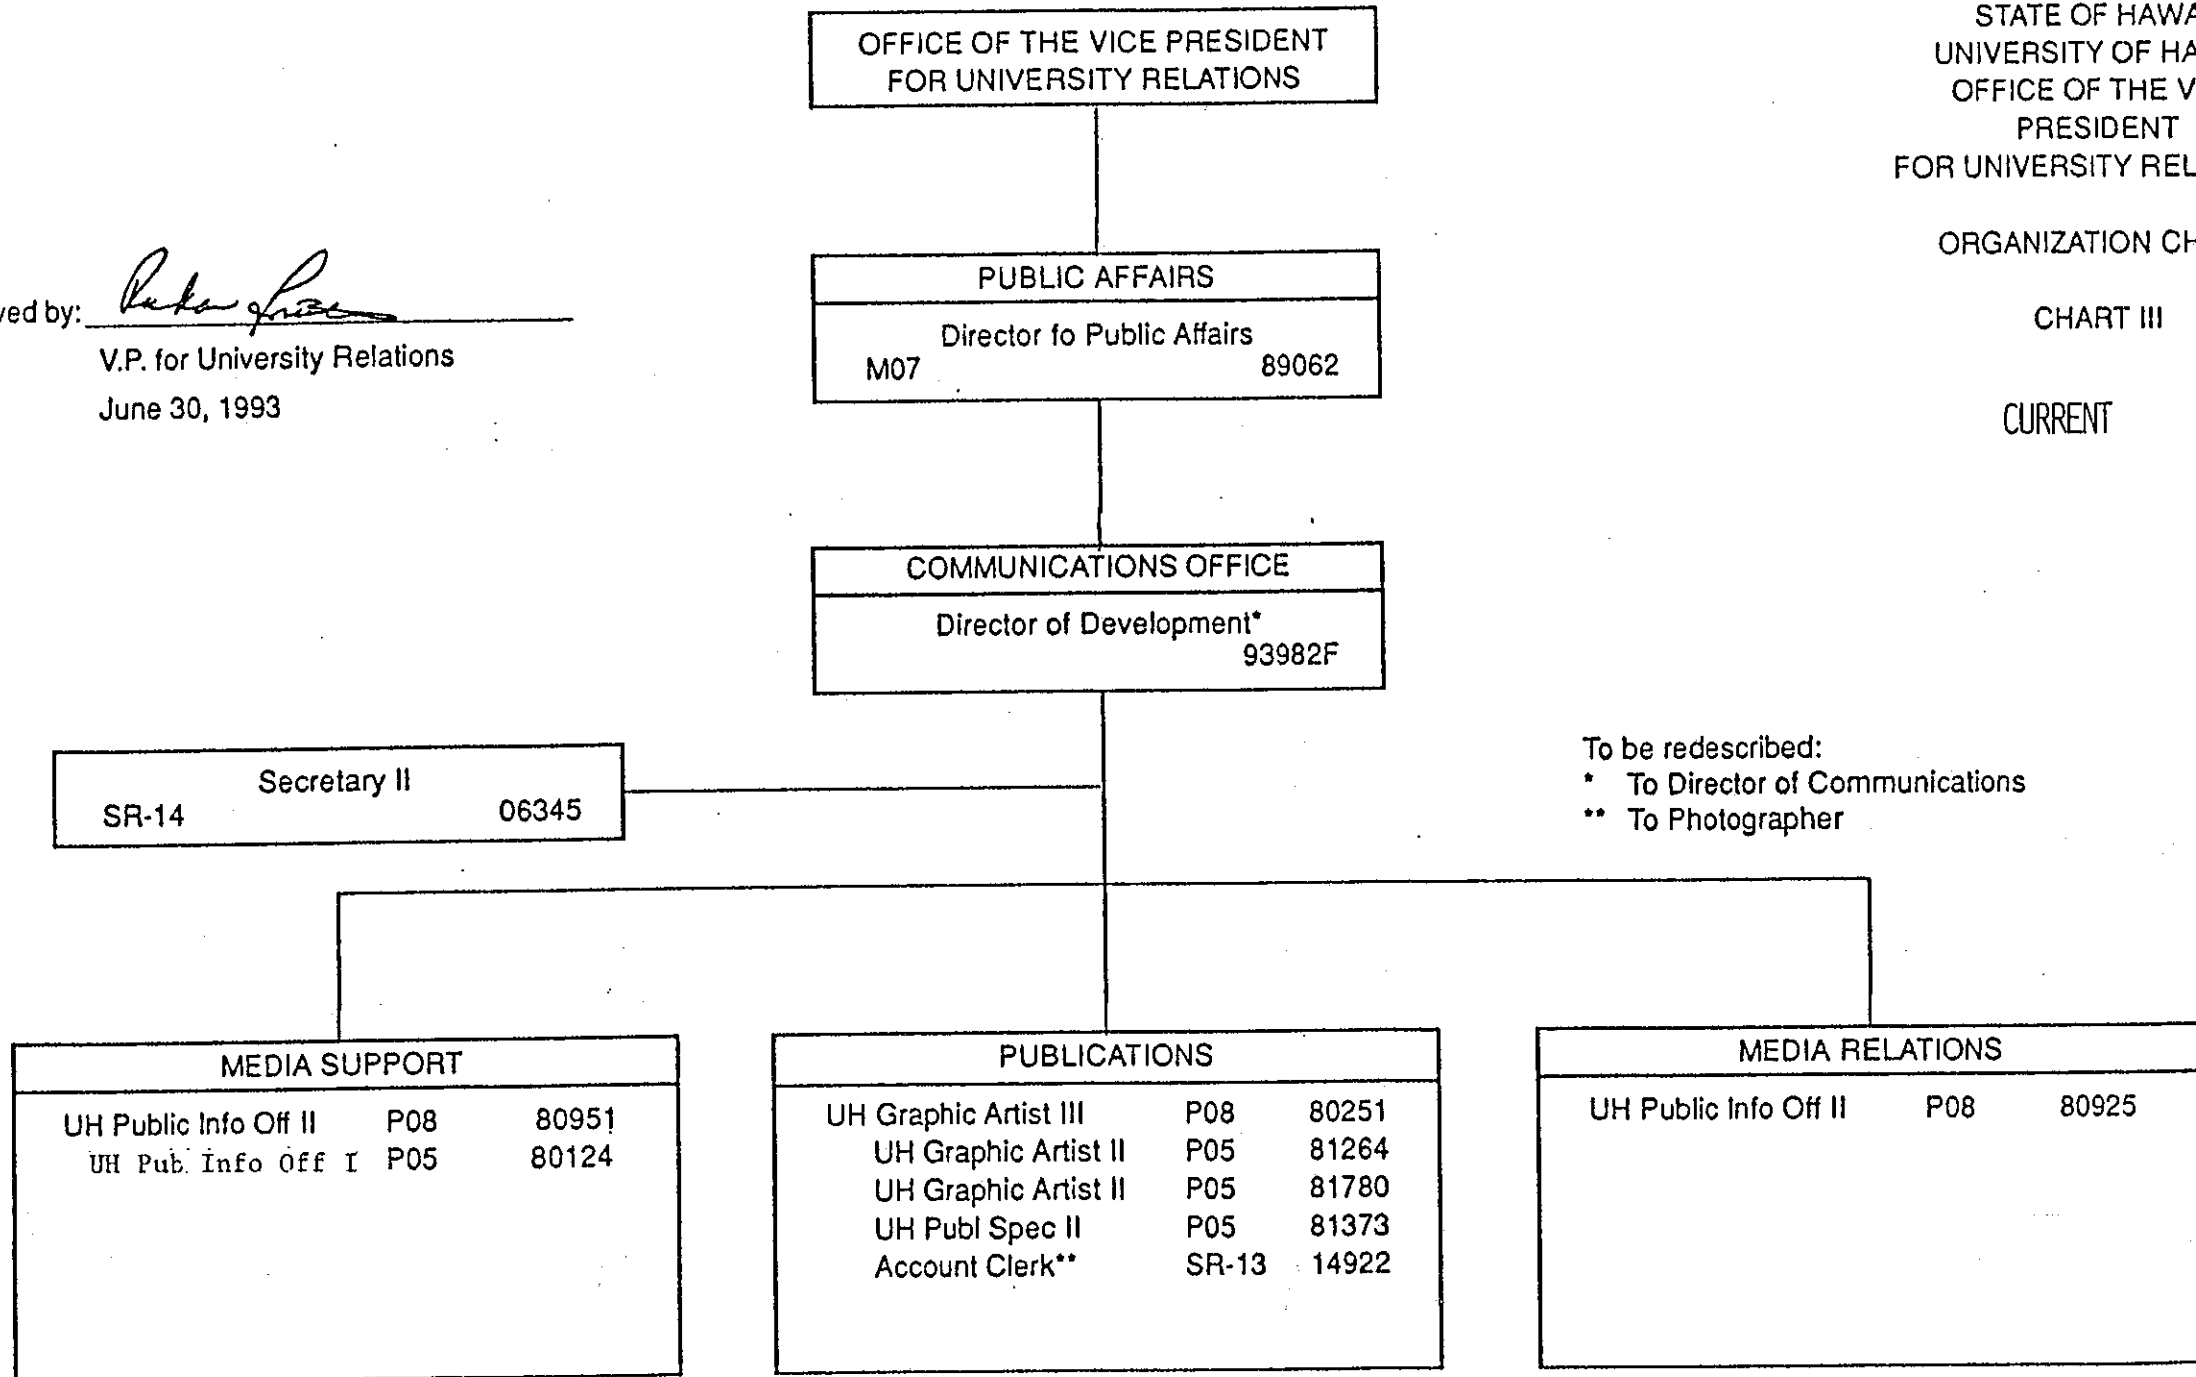 OFFICE OF THE VICE PRESIDENT
FOR UNIVERSITY RELATIONS
STATE OF HAWA
UNIVERSITY OF HA
OFFICE OF THE V
PRESIDENT
FOR UNIVERSITY REL
ORGANIZATION CH
CHART III
CURRENT
ved by:
V.P. for University Relations
June 30, 1993
PUBLIC AFFAIRS
Director fo Public Affairs
M07 89062
COMMUNICATIONS OFFICE
Director of Development*
93982F
Secretary II
SR-14 06345
To be redescribed:
* To Director of Communications
** To Photographer
MEDIA SUPPORT
UH Public Info Off II P08 80951
UH Pub. Info Off I P05 80124
PUBLICATIONS
UH Graphic Artist III P08 80251
UH Graphic Artist II P05 81264
UH Graphic Artist II P05 81780
UH Publ Spec II P05 81373
Account Clerk** SR-13 14922
MEDIA RELATIONS
UH Public Info Off II P08 80925